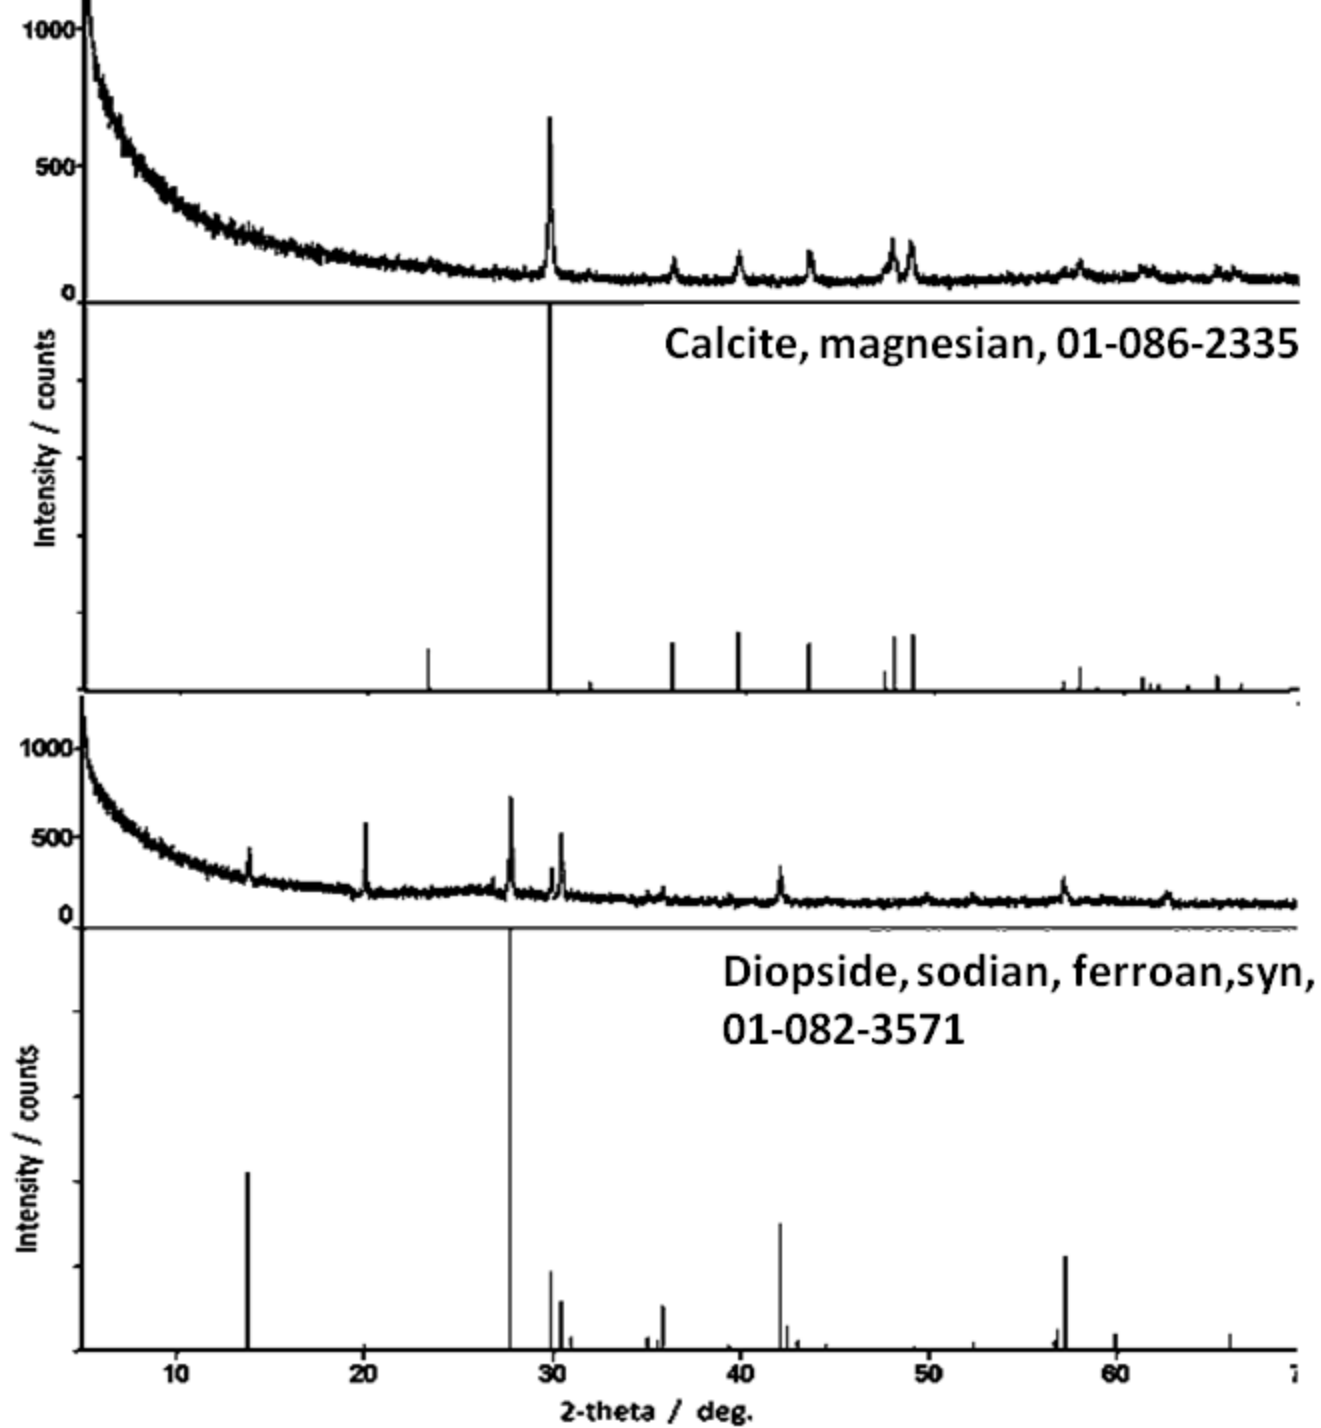 1000
500
0
Calcite, magnesian, 01-086-2335
Intensity / counts
1000
500
0
Diopside, sodian, ferroan,syn,
01-082-3571
Intensity / counts
10 20 30 40 50 60
2-theta / deg.